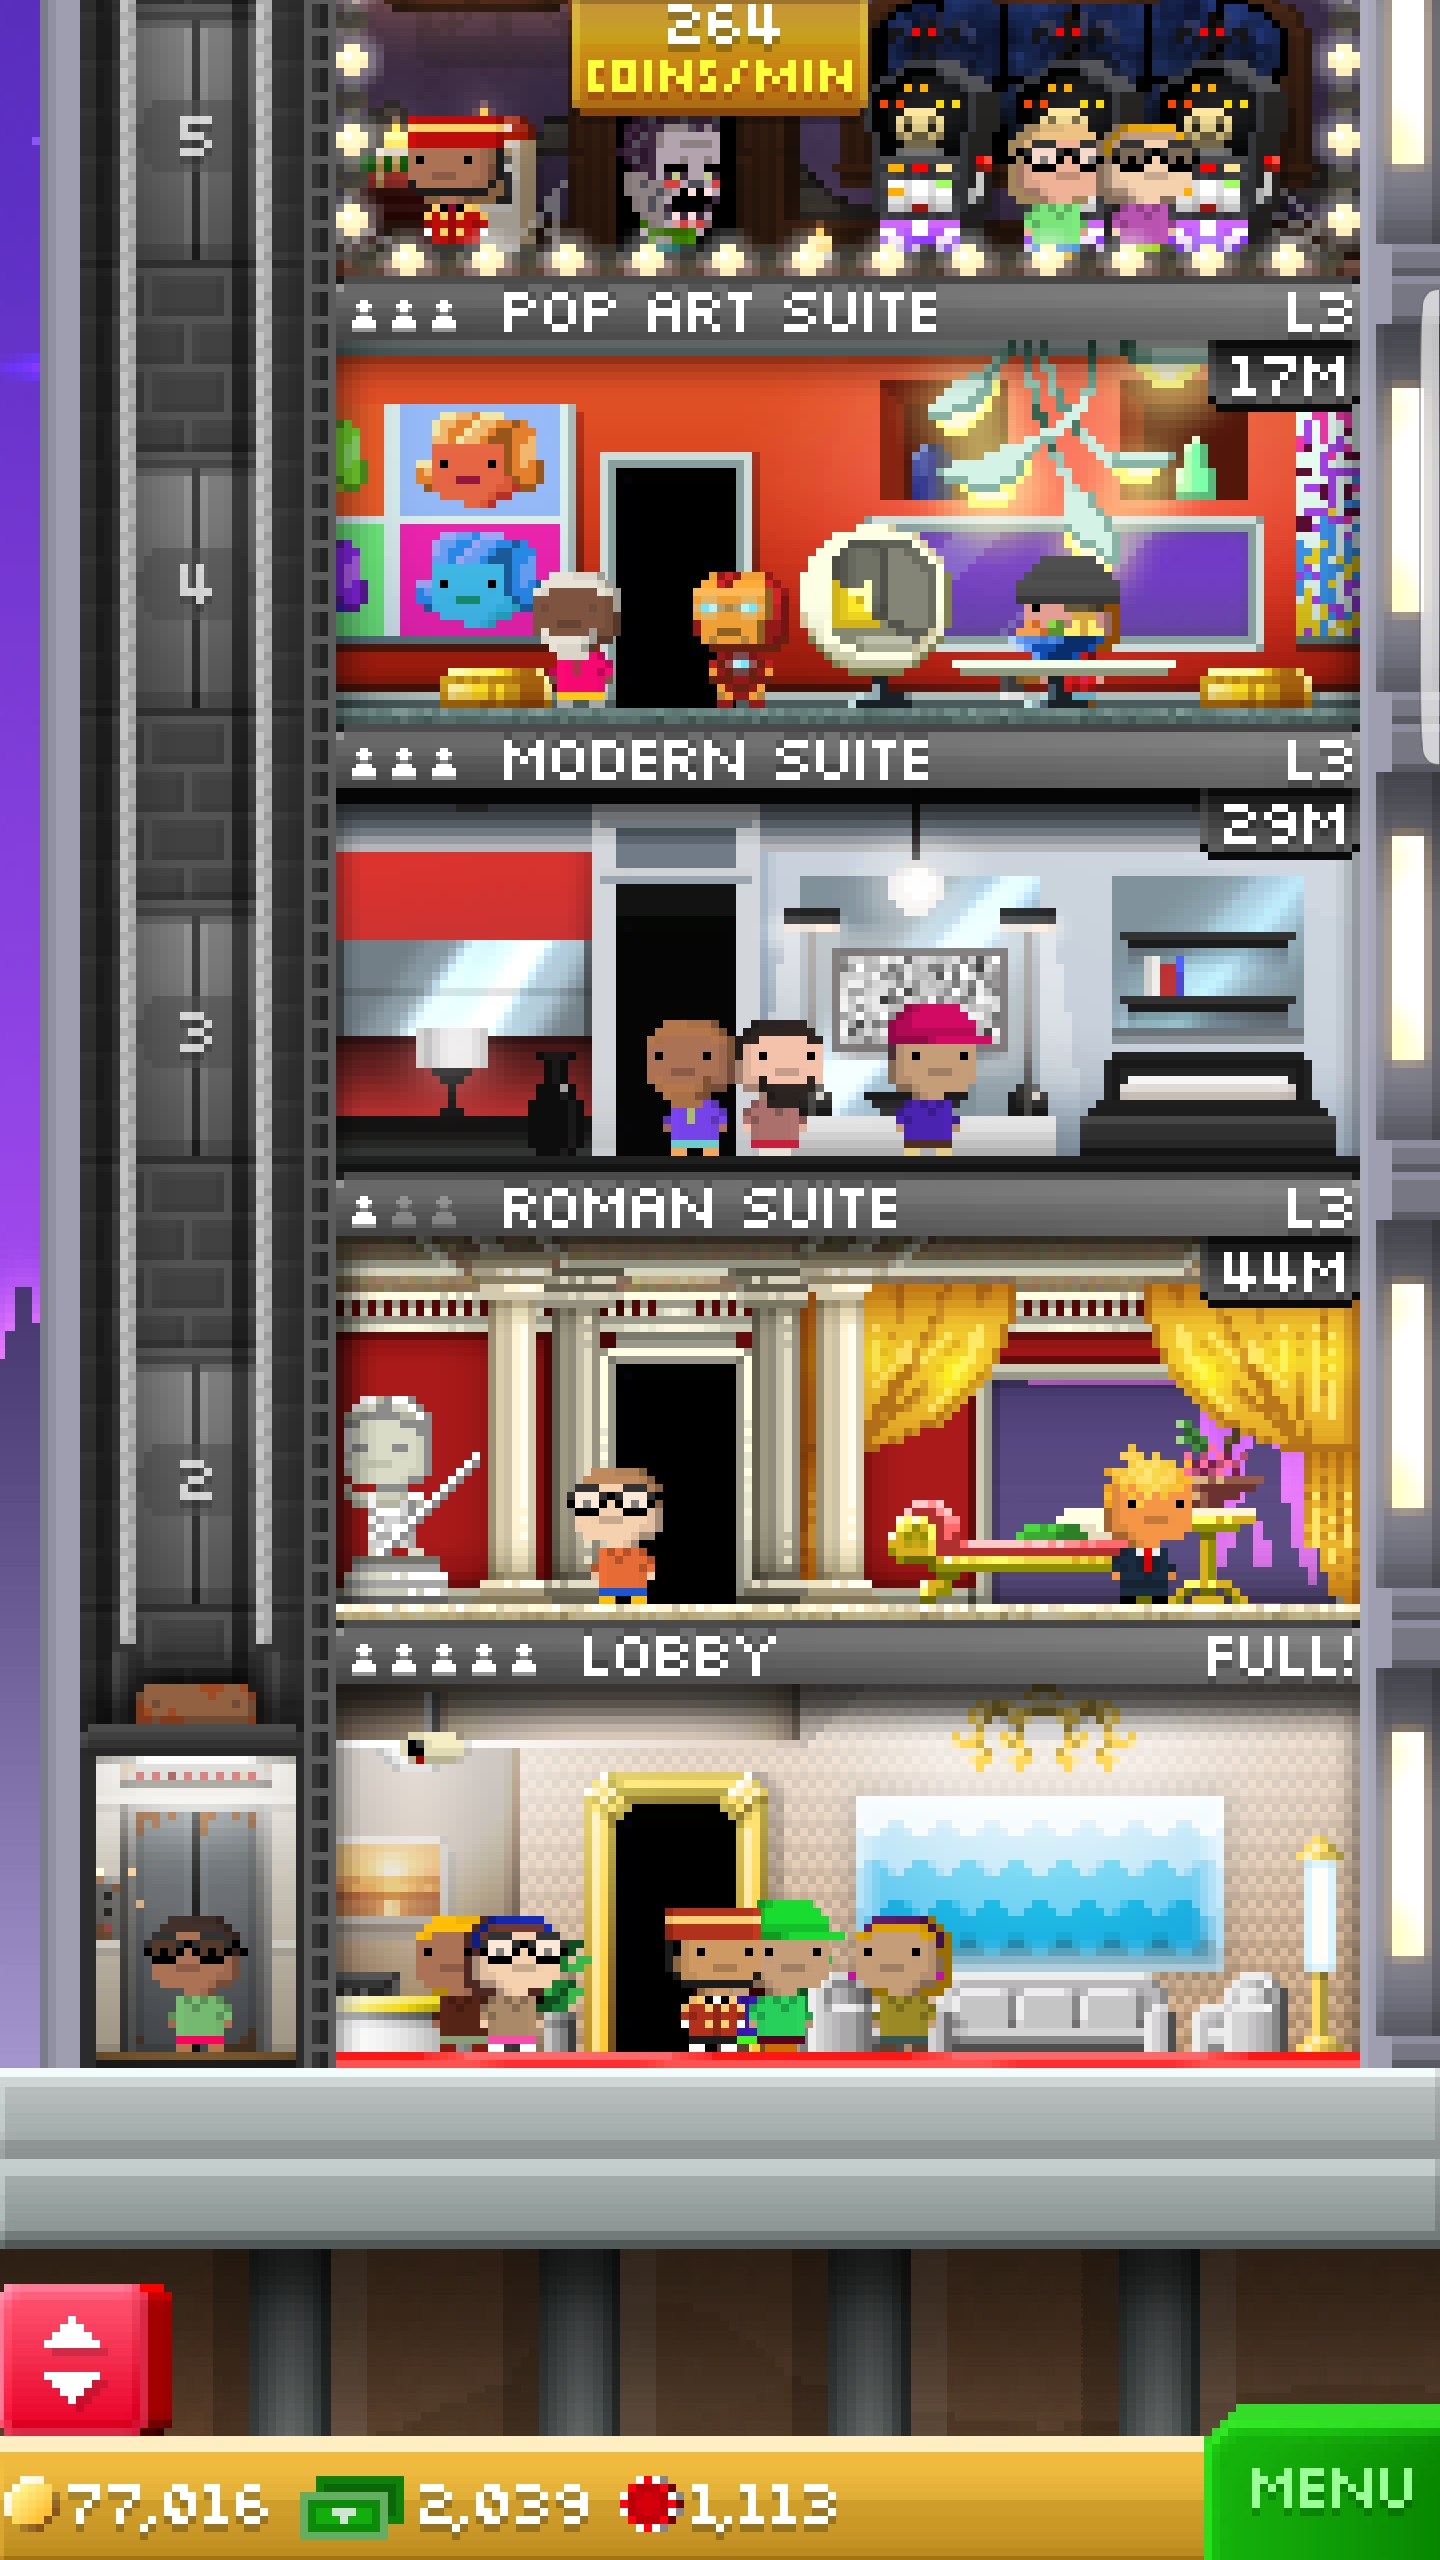 264
COINS/MIN
5
POP ART SUITE L3
17M
4
MODERN SUITE L3
29M
3
ROMAN SUITE L3
44M
2
LOBBY FULL!
77,016 2,039 1,113
MENU